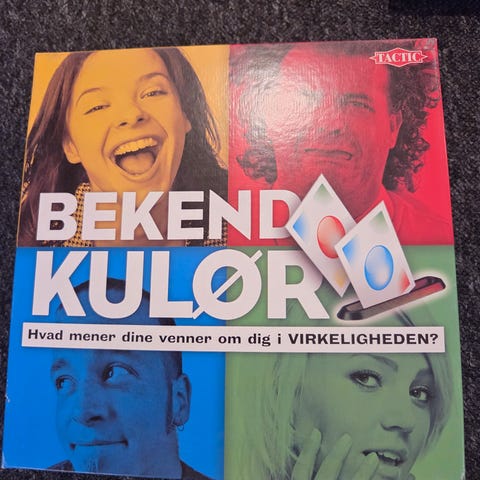 TACTIC
BEKEND
KULØR
Hvad mener dine venner om dig i VIRKELIGHEDEN?